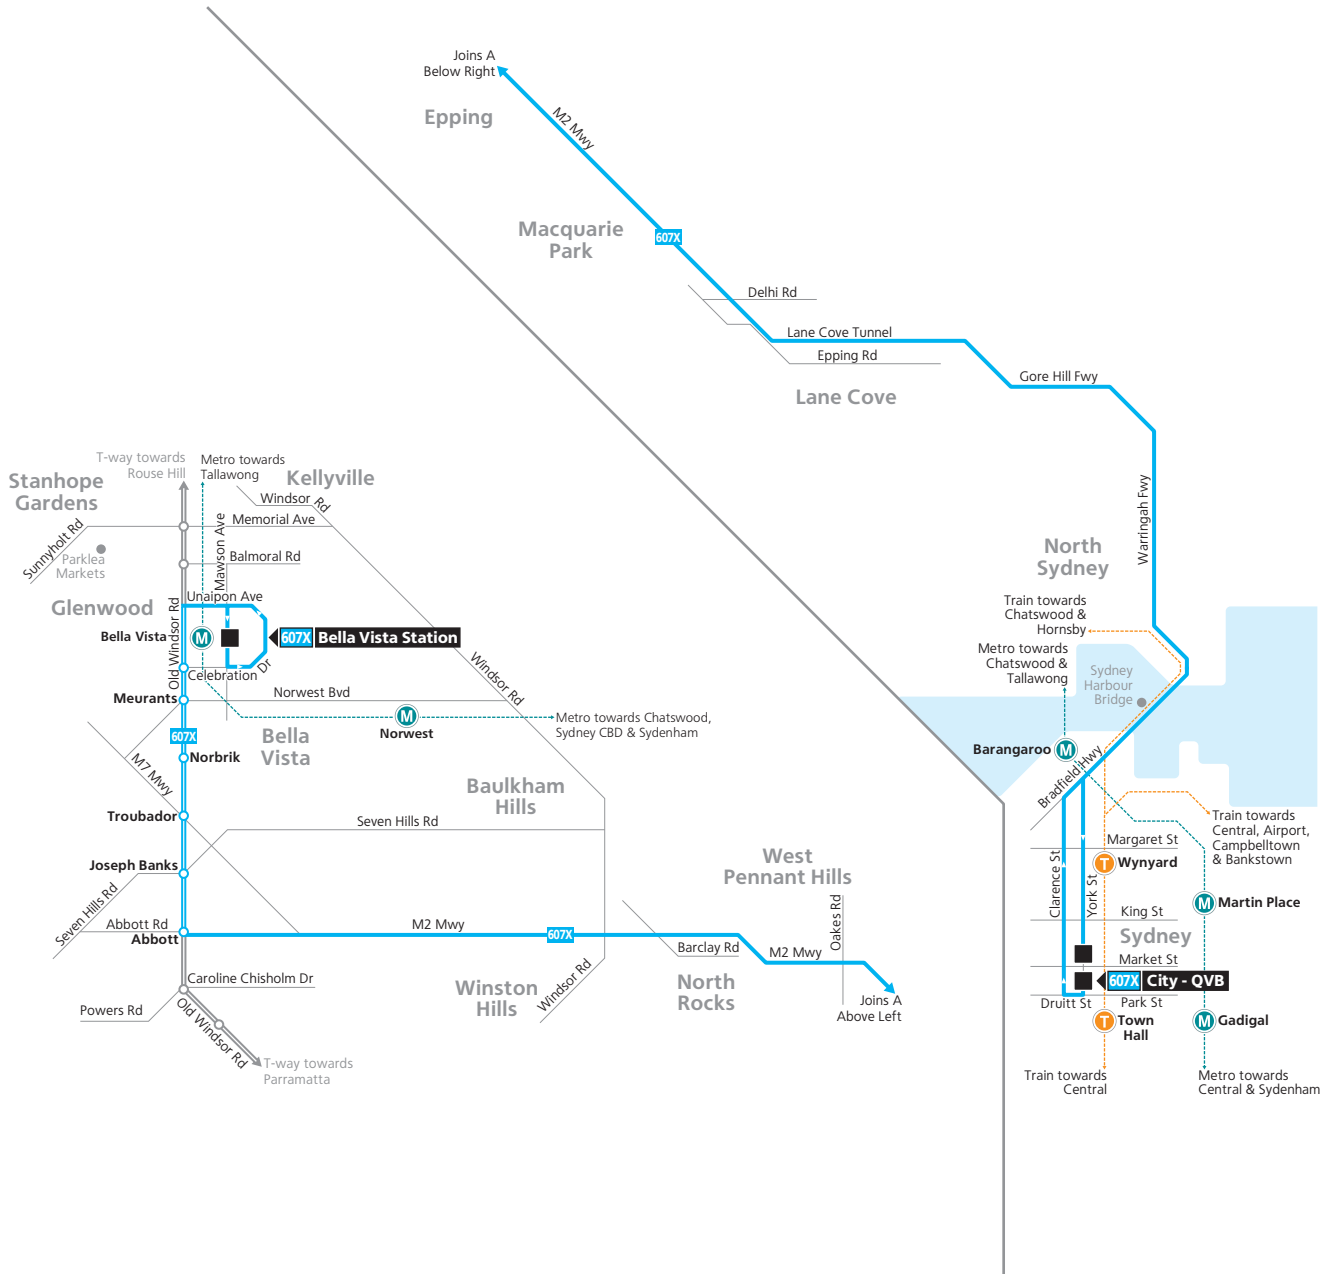 Joins A
Below Right
Epping
M2 Mwy
Macquarie
Park
607X
Delhi Rd
Lane Cove Tunnel
Epping Rd
Lane Cove
Gore Hill Fwy
Warringah Fwy
North
Sydney
Train towards
Chatswood &
Hornsby
Metro towards
Chatswood &
Tallawong
Sydney
Harbour
Bridge
Barangaroo
M
Bradfield Hwy
Train towards
Central, Airport,
Campbelltown
& Bankstown
Margaret St
T
Wynyard
Clarence St
York St
M
Martin Place
King St
Sydney
Market St
607X
City - QVB
Druitt St
Park St
T
Town
Hall
M
Gadigal
Train towards
Central
Metro towards
Central & Sydenham
T-way towards
Rouse Hill
Metro towards
Tallawong
Kellyville
Stanhope
Gardens
Windsor Rd
Memorial Ave
Sunnyholt Rd
Parklea
Markets
Mawson Ave
Balmoral Rd
Glenwood
Unaipon Ave
Old Windsor Rd
Bella Vista
M
607X
Bella Vista Station
Celebration Dr
Windsor Rd
Meurants
Norwest Bvd
M
Norwest
Metro towards Chatswood,
Sydney CBD & Sydenham
607X
Bella
Vista
Norbrik
M7 Mwy
Baulkham
Hills
Troubador
Seven Hills Rd
Joseph Banks
West
Pennant Hills
Seven Hills Rd
Abbott Rd
Abbott
M2 Mwy
607X
Oakes Rd
Barclay Rd
M2 Mwy
Caroline Chisholm Dr
Winston
Hills
Windsor Rd
North
Rocks
Joins A
Above Left
Powers Rd
Old Windsor Rd
T-way towards
Parramatta